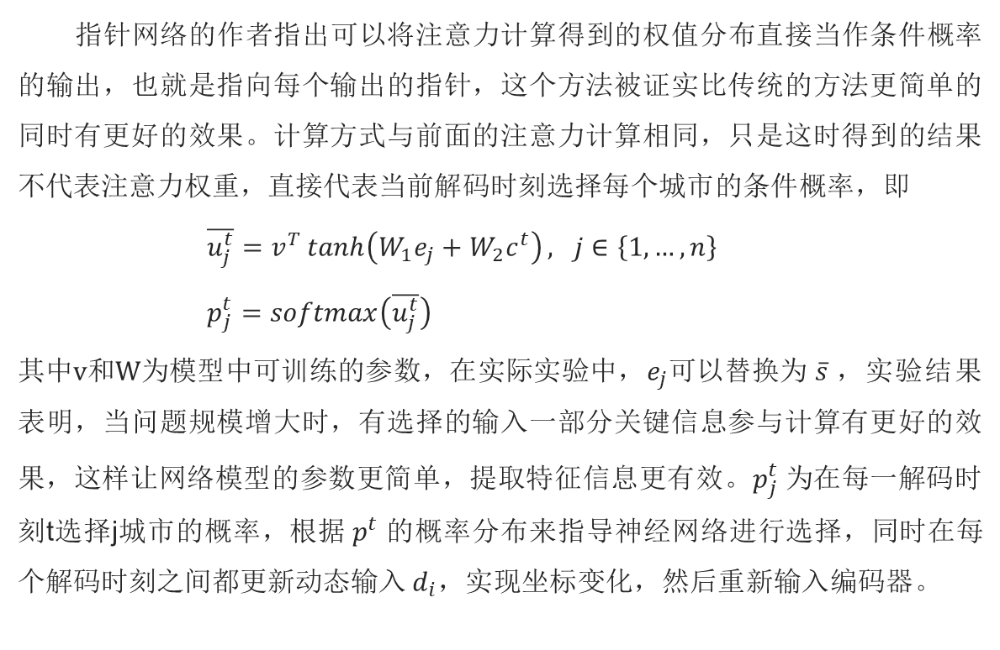 指针网络的作者指出可以将注意力计算得到的权值分布直接当作条件概率
的输出，也就是指向每个输出的指针，这个方法被证实比传统的方法更简单的
同时有更好的效果。计算方式与前面的注意力计算相同，只是这时得到的结果
不代表注意力权重，直接代表当前解码时刻选择每个城市的条件概率，即
$\overline{u_j^t} = v^T \tanh(W_1 e_j + W_2 c^t), \; j \in \{1, \ldots, n\}$
$p_j^t = softmax(\overline{u_j^t})$
其中v和W为模型中可训练的参数，在实际实验中，$e_j$可以替换为 $\bar{s}$ ，实验结果
表明，当问题规模增大时，有选择的输入一部分关键信息参与计算有更好的效
果，这样让网络模型的参数更简单，提取特征信息更有效。$p_j^t$ 为在每一解码时
刻t选择j城市的概率，根据 $p^t$ 的概率分布来指导神经网络进行选择，同时在每
个解码时刻之间都更新动态输入 $d_i$，实现坐标变化，然后重新输入编码器。